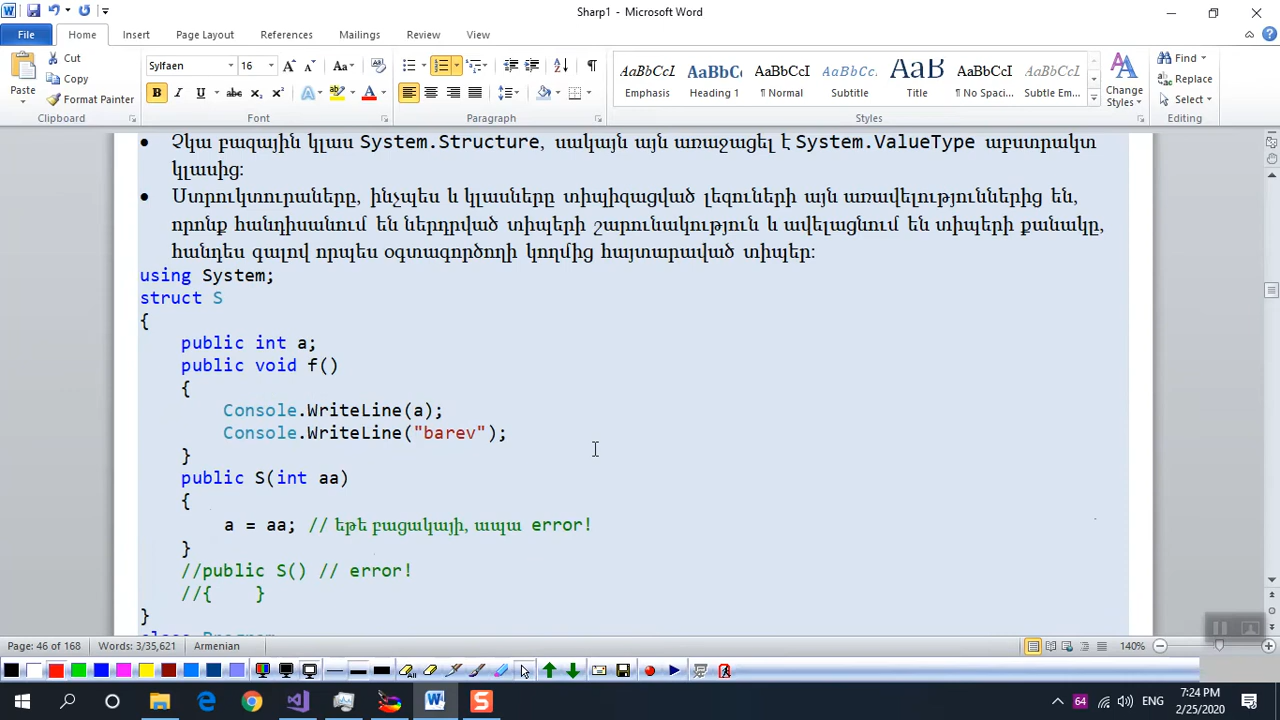 Sharp1 - Microsoft Word
File Home Insert Page Layout References Mailings Review View
Paste
Cut
Copy
Format Painter
Clipboard
Sylfaen 16
Font
Paragraph
AaBbCcI Emphasis
AaBbCc Heading 1
AaBbCcI ¶ Normal
AaBbCcI Subtitle
AaB Title
AaBbCcI ¶ No Spaci...
AaBbCcI Subtle Em...
Styles
Change Styles
Find
Replace
Select
Editing
• Չկա բազային կլաս System.Structure, սակայն այն առաջացել է System.ValueType աբստրակտ
կլասից:
• Ստրուկտուրաները, ինչպես և կլասները տիպիզացված լեզուների այն առավելություններից են,
որոնք հանդիսանում են ներդրված տիպերի շարունակություն և ավելացնում են տիպերի քանակը,
հանդես գալով որպես օգտագործողի կողմից հայտարաված տիպեր:
using System;
struct S
{
public int a;
public void f()
{
Console.WriteLine(a);
Console.WriteLine("barev");
}
public S(int aa)
{
a = aa; // եթե բացակայի, ապա error!
}
//public S() // error!
//{ }
}
class Program
Page: 46 of 168 Words: 3/35,621 Armenian 140%
64 ENG
7:24 PM
2/25/2020